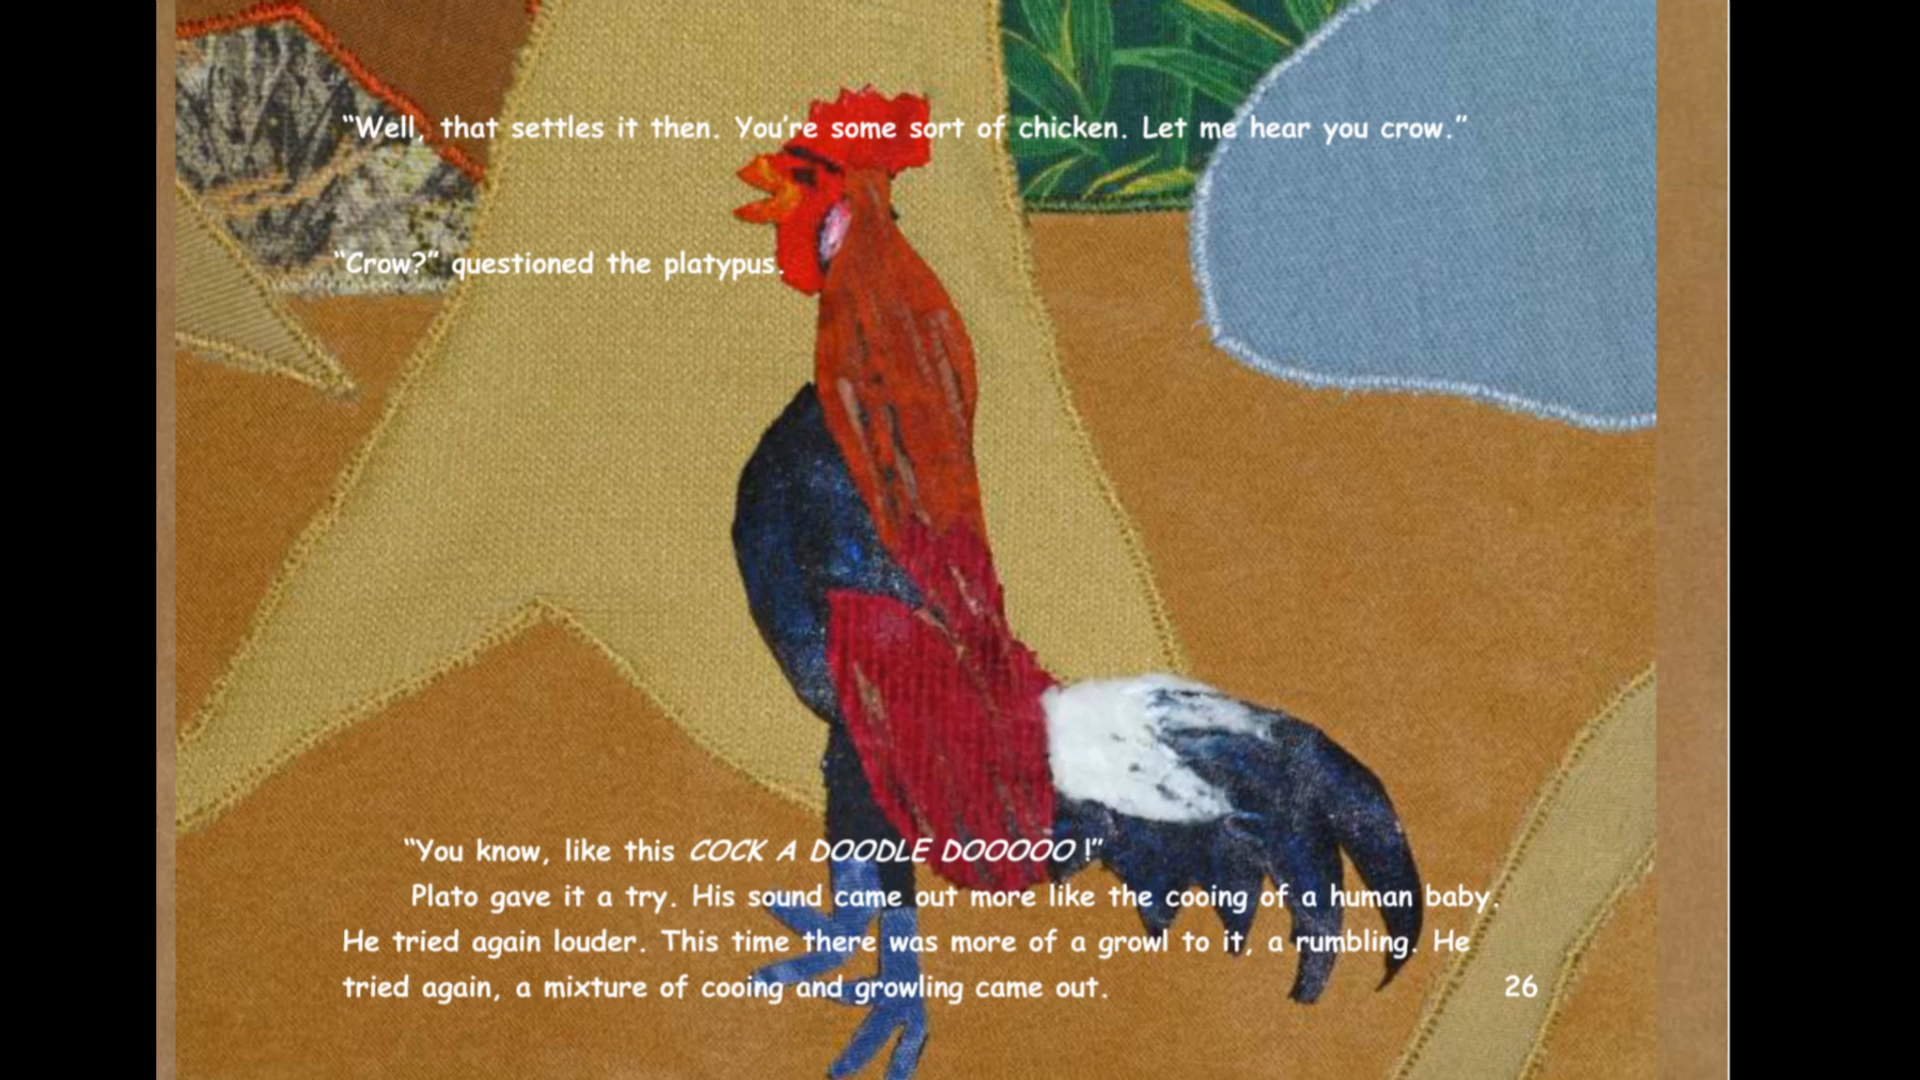 “Well, that settles it then. You’re some sort of chicken. Let me hear you crow.”
“Crow?” questioned the platypus.
“You know, like this COCK A DOODLE DOOOOO !”
Plato gave it a try. His sound came out more like the cooing of a human baby.
He tried again louder. This time there was more of a growl to it, a rumbling. He
tried again, a mixture of cooing and growling came out.
26